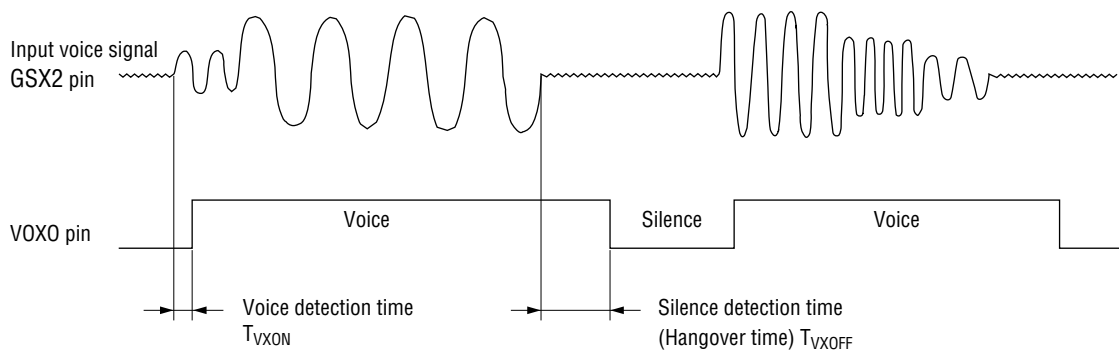 Input voice signal
GSX2 pin
VOXO pin
Voice
Silence
Voice
Voice detection time
TVXON
Silence detection time
(Hangover time) TVXOFF